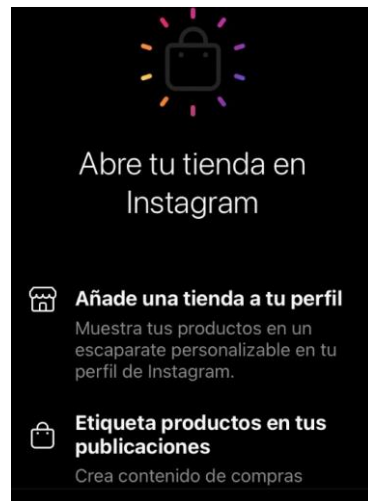 Abre tu tienda en
Instagram
Añade una tienda a tu perfil
Muestra tus productos en un
escaparate personalizable en tu
perfil de Instagram.
Etiqueta productos en tus
publicaciones
Crea contenido de compras